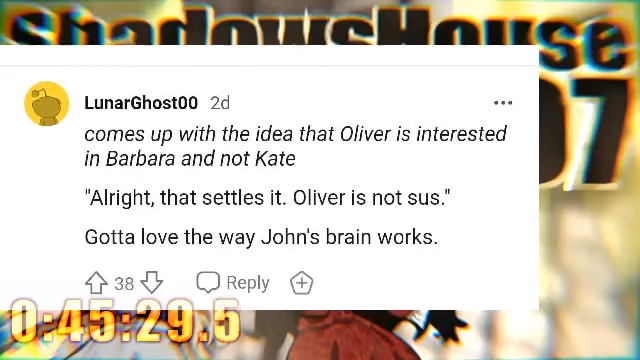 ShadowsHouse
07
LunarGhost00 2d
comes up with the idea that Oliver is interested
in Barbara and not Kate
"Alright, that settles it. Oliver is not sus."
Gotta love the way John's brain works.
38 Reply
0:45:29.5